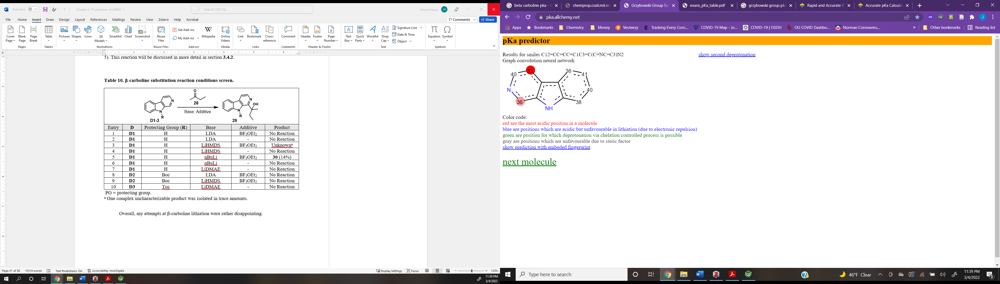 AutoSave Off
Chapter 3- Picrasidines v4_MAR2
Search (Alt+Q)
Jessica Hayes JH
File Home Insert Draw Design Layout References Mailings Review View Zotero Help Acrobat
Comments Share
Cover Page Blank Page Page Break
Table
Pictures Shapes Icons 3D Models SmartArt Chart Screenshot
Reuse Files
Get Add-ins
My Add-ins
Wikipedia
Online Videos
Link Bookmark Cross-reference
Comment
Header Footer Page Number
Text Box Quick Parts WordArt Drop Cap
Signature Line
Date & Time
Object
Equation Symbol
Pages Tables Illustrations Reuse Files Add-ins Media Links Comments Header & Footer Text Symbols
5). This reaction will be discussed in more detail in section 3.4.2.
Table 10. β-carboline substitution reaction conditions screen.
O
28
Base, Additive
N
N
R
D1-3
N
OH
N
R
29
Entry D Protecting Group (R) Base Additive Product
1 D1 H LDA BF3OEt2 No Reaction
2 D1 H LDA - No Reaction
3 D1 H LiHMDS BF3OEt2 Unknownᵃ
4 D1 H LiHMDS - No Reaction
5 D1 H nBuLi BF3OEt2 30 (14%)
6 D1 H nBuLi - No Reaction
7 D1 H LiDMAE - No Reaction
8 D2 Boc LDA BF3OEt2 No Reaction
9 D2 Boc LiHMDS BF3OEt2 No Reaction
10 D3 Tos LiDMAE - No Reaction
PG = protecting group.
ᵃ One complex uncharacterizable product was isolated in trace amounts.
Overall, my attempts at β-carboline lithiation were rather disappointing.
Page 41 of 86 15518 words Text Predictions: On Accessibility: Investigate
Display Settings Focus 120%
11:39 PM
3/4/2022
beta carboline pka - G
chemprop.csail.mit.ed
Grzybowski Group So
evans_pKa_table.pdf
grzybowski group pka
Rapid and Accurate P
Accurate pKa Calculat
pka.allchemy.net
Apps Bookmarks Chemistry Money Vecteezy Tracking Every Coro... COVID-19 Map - Jo... COVID-19 | OSDH OU COVID Dashbo... Norman Coronaviru... » Other bookmarks Reading list
pKa predictor
Results for smiles C12=CC=CC=C1C3=C(C=NC=C3)N2
show second deprotonation
Graph convolution neural network
40 33 36 41
N 40
36 38
NH
Color code:
red are the most acidic position in a molecule
blue are positions which are acidic but unfavourable in lithiation (due to electronic repulsion)
green are position for which deprotonation via chelation controlled process is possible
gray are positions which are unfavourable due to steric factor
show prediction with embeded fingerprint
next molecule
Type here to search
46°F Clear
11:39 PM
3/4/2022
3